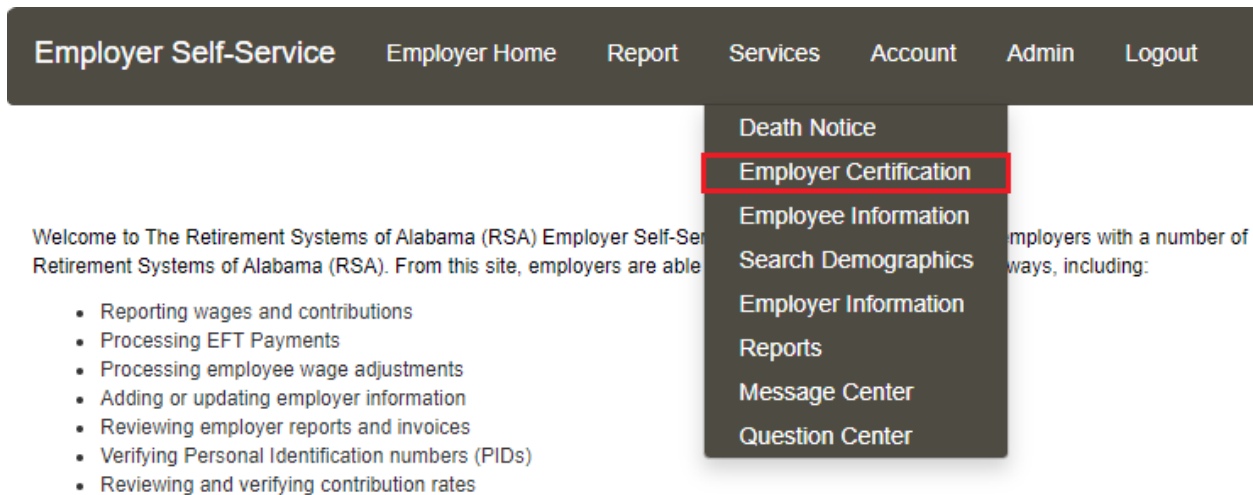 Employer Self-Service Employer Home Report Services Account Admin Logout
Death Notice
Employer Certification
Employee Information
Search Demographics
Employer Information
Reports
Message Center
Question Center
Welcome to The Retirement Systems of Alabama (RSA) Employer Self-Ser mployers with a number of
Retirement Systems of Alabama (RSA). From this site, employers are able ways, including:
• Reporting wages and contributions
• Processing EFT Payments
• Processing employee wage adjustments
• Adding or updating employer information
• Reviewing employer reports and invoices
• Verifying Personal Identification numbers (PIDs)
• Reviewing and verifying contribution rates